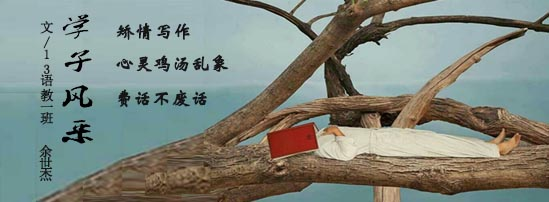 学子风采
文/13语教一班 余世杰
矫情写作
心灵鸡汤乱象
费话不废话